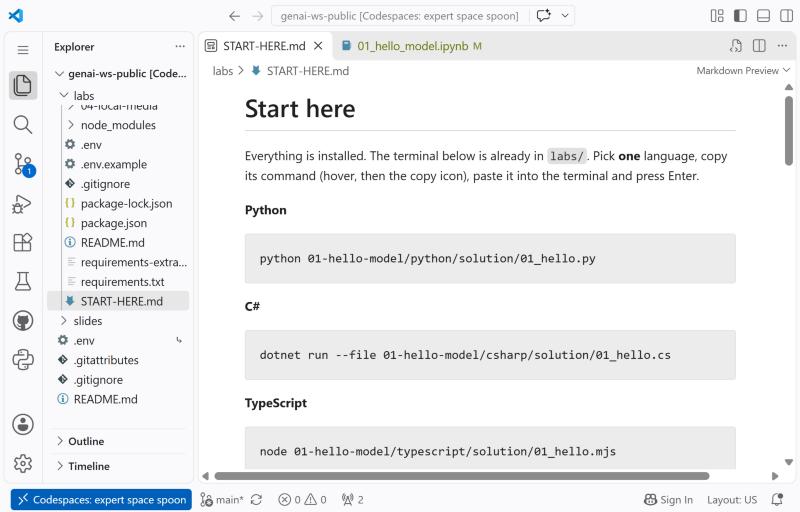 genai-ws-public [Codespaces: expert space spoon]
Explorer
START-HERE.md
01_hello_model.ipynb M
genai-ws-public [Code...
labs > START-HERE.md
Markdown Preview
labs
04-local-media
node_modules
.env
.env.example
.gitignore
package-lock.json
package.json
README.md
requirements-extra...
requirements.txt
START-HERE.md
slides
.env
.gitattributes
.gitignore
README.md
Outline
Timeline
1
Start here
Everything is installed. The terminal below is already in labs/. Pick one language, copy
its command (hover, then the copy icon), paste it into the terminal and press Enter.
Python
python 01-hello-model/python/solution/01_hello.py
C#
dotnet run --file 01-hello-model/csharp/solution/01_hello.cs
TypeScript
node 01-hello-model/typescript/solution/01_hello.mjs
Codespaces: expert space spoon
main*
0
0
2
Sign In
Layout: US